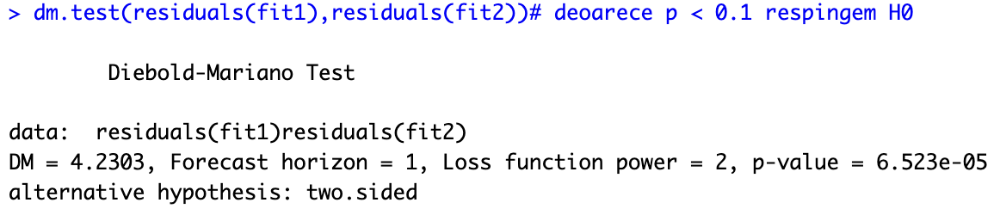 > dm.test(residuals(fit1),residuals(fit2))# deoarece p < 0.1 respingem H0
Diebold-Mariano Test
data:  residuals(fit1)residuals(fit2)
DM = 4.2303, Forecast horizon = 1, Loss function power = 2, p-value = 6.523e-05
alternative hypothesis: two.sided